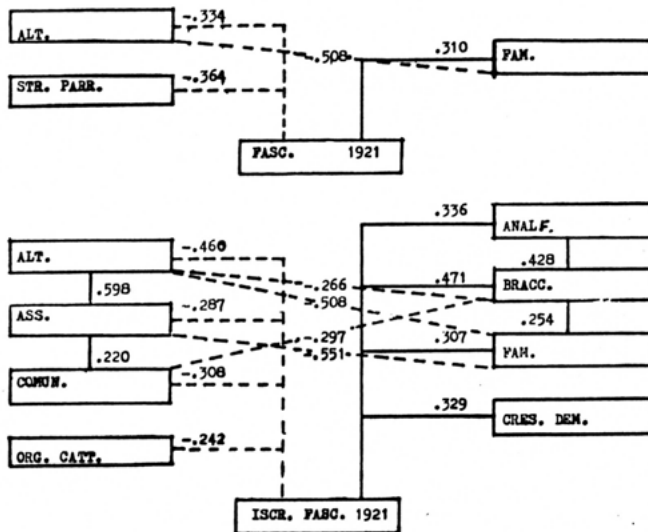 -.334
ALT.
-.508 .310 FAM.
-.364
STR. PARR.
FASC. 1921
.336 ANALF.
-.460 .428
ALT. .266 .471 BRACC.
.598 .508
-.287 .254
ASS. .297 .307 FAM.
.220 .551
-.308
COMUN. .329 CRES. DEM.
-.242
ORG. CATT.
ISCR. FASC. 1921